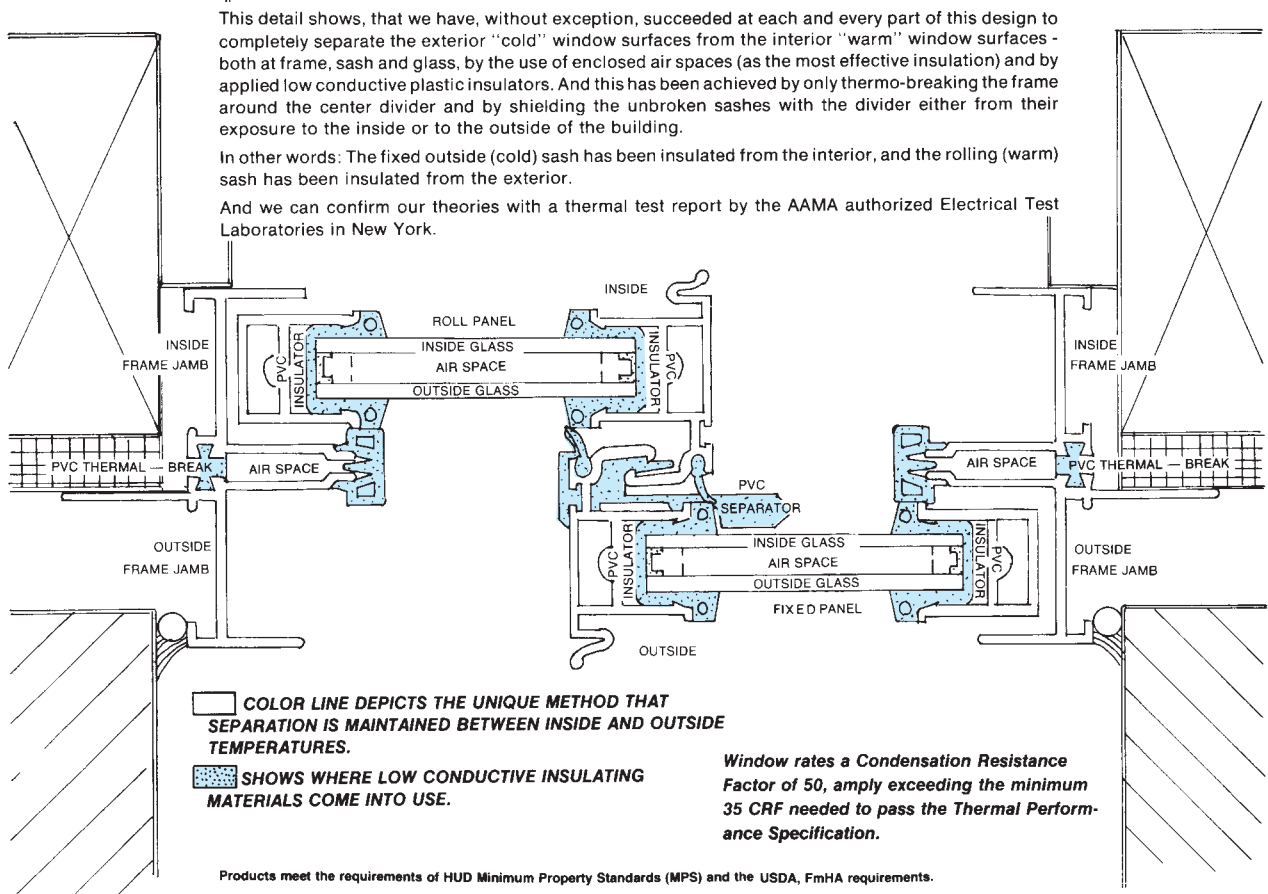 This detail shows, that we have, without exception, succeeded at each and every part of this design to
completely separate the exterior "cold" window surfaces from the interior "warm" window surfaces -
both at frame, sash and glass, by the use of enclosed air spaces (as the most effective insulation) and by
applied low conductive plastic insulators. And this has been achieved by only thermo-breaking the frame
around the center divider and by shielding the unbroken sashes with the divider either from their
exposure to the inside or to the outside of the building.
In other words: The fixed outside (cold) sash has been insulated from the interior, and the rolling (warm)
sash has been insulated from the exterior.
And we can confirm our theories with a thermal test report by the AAMA authorized Electrical Test
Laboratories in New York.
INSIDE
ROLL PANEL
INSIDE GLASS
AIR SPACE
OUTSIDE GLASS
PVC
INSULATOR
INSULATOR
PVC
INSIDE
FRAME JAMB
INSIDE
FRAME JAMB
PVC THERMAL — BREAK
AIR SPACE
AIR SPACE
PVC THERMAL — BREAK
PVC
SEPARATOR
OUTSIDE
FRAME JAMB
INSIDE GLASS
AIR SPACE
OUTSIDE GLASS
PVC
INSULATOR
INSULATOR
PVC
FIXED PANEL
OUTSIDE
FRAME JAMB
OUTSIDE
COLOR LINE DEPICTS THE UNIQUE METHOD THAT
SEPARATION IS MAINTAINED BETWEEN INSIDE AND OUTSIDE
TEMPERATURES.
SHOWS WHERE LOW CONDUCTIVE INSULATING
MATERIALS COME INTO USE.
Window rates a Condensation Resistance
Factor of 50, amply exceeding the minimum
35 CRF needed to pass the Thermal Perform-
ance Specification.
Products meet the requirements of HUD Minimum Property Standards (MPS) and the USDA, FmHA requirements.